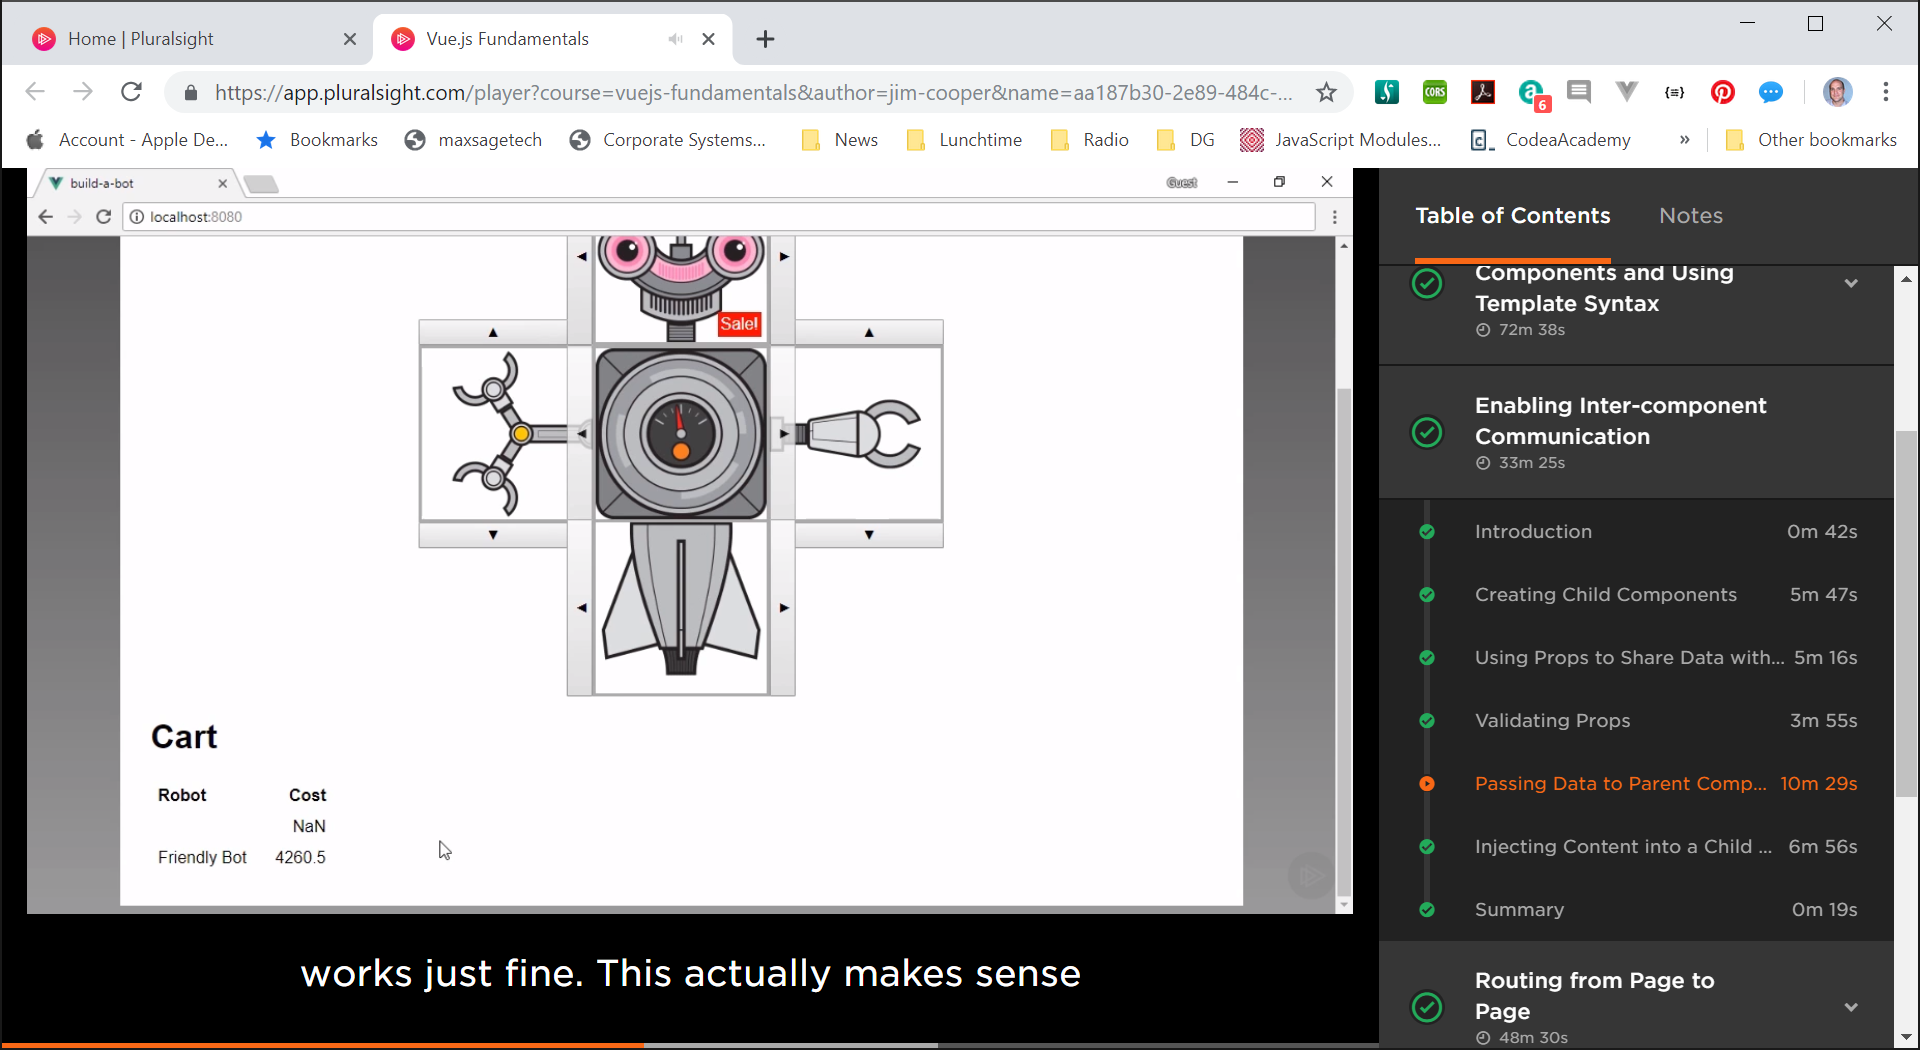 Home | Pluralsight
Vue.js Fundamentals
https://app.pluralsight.com/player?course=vuejs-fundamentals&author=jim-cooper&name=aa187b30-2e89-484c-...
CORS
6
Account - Apple De...
Bookmarks
maxsagetech
Corporate Systems...
News
Lunchtime
Radio
DG
JavaScript Modules...
CodeaAcademy
»
Other bookmarks
build-a-bot
Guest
localhost:8080
Sale!
Cart
Robot Cost
NaN
Friendly Bot 4260.5
works just fine. This actually makes sense
Table of Contents
Notes
Components and Using
Template Syntax
72m 38s
Enabling Inter-component
Communication
33m 25s
Introduction 0m 42s
Creating Child Components 5m 47s
Using Props to Share Data with... 5m 16s
Validating Props 3m 55s
Passing Data to Parent Comp... 10m 29s
Injecting Content into a Child ... 6m 56s
Summary 0m 19s
Routing from Page to
Page
48m 30s